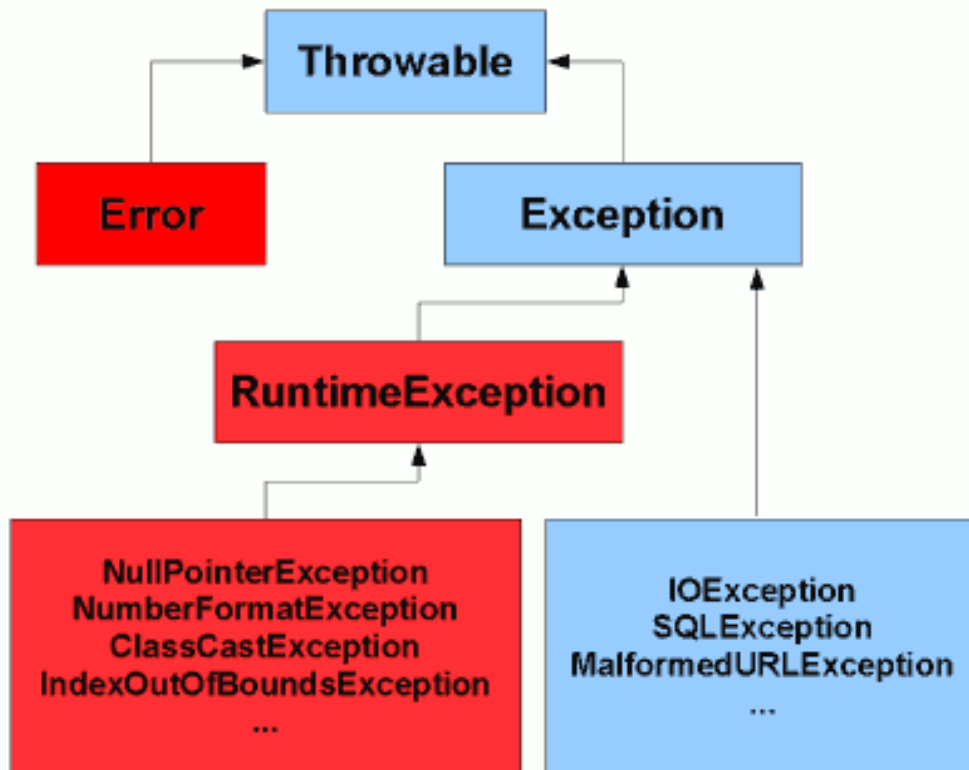 Throwable
Error
Exception
RuntimeException
NullPointerException
NumberFormatException
ClassCastException
IndexOutOfBoundsException
...
IOException
SQLException
MalformedURLException
...